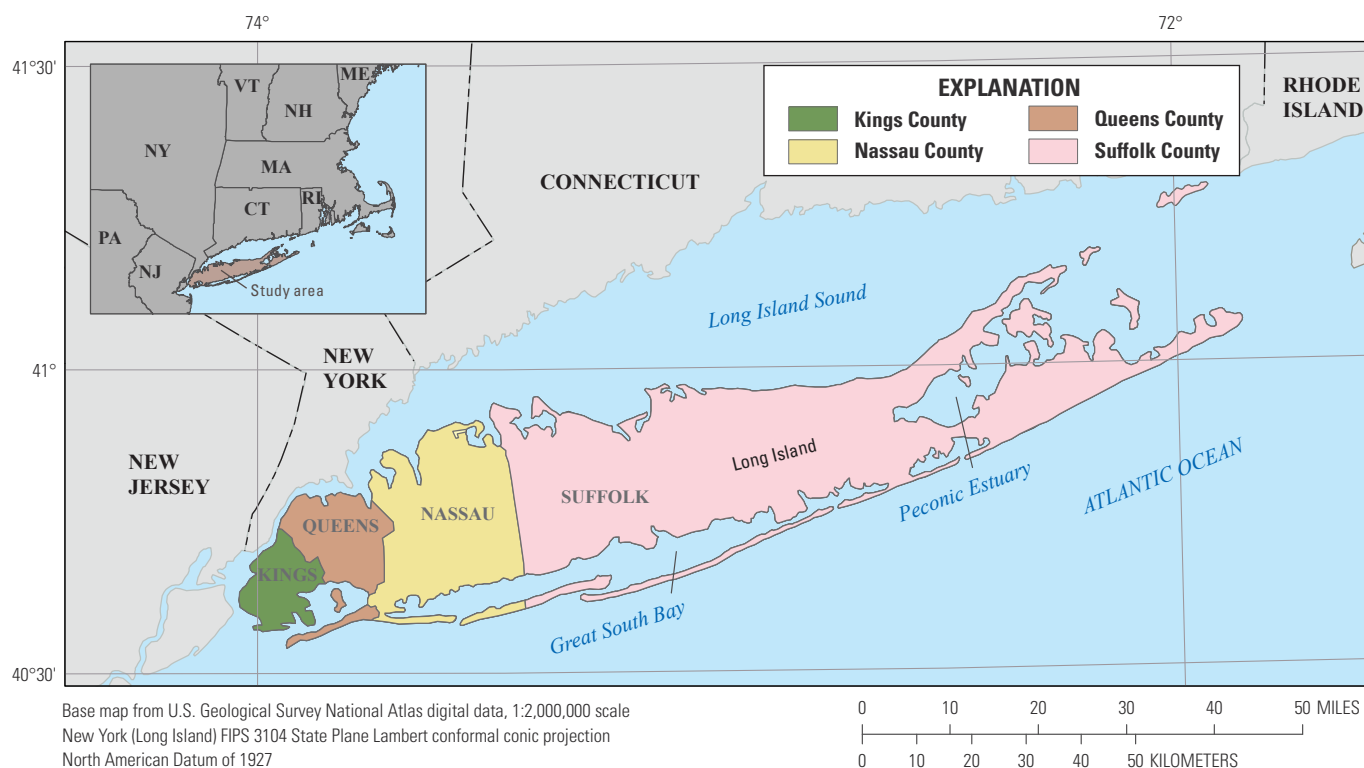 74°
72°
41°30'
41°
40°30'
VT
ME
NH
NY
MA
CT
RI
PA
NJ
Study area
EXPLANATION
Kings County
Queens County
Nassau County
Suffolk County
RHODE
ISLAND
CONNECTICUT
NEW
YORK
NEW
JERSEY
Long Island Sound
Long Island
SUFFOLK
NASSAU
QUEENS
KINGS
Peconic Estuary
ATLANTIC OCEAN
Great South Bay
Base map from U.S. Geological Survey National Atlas digital data, 1:2,000,000 scale
New York (Long Island) FIPS 3104 State Plane Lambert conformal conic projection
North American Datum of 1927
0 10 20 30 40 50 MILES
0 10 20 30 40 50 KILOMETERS